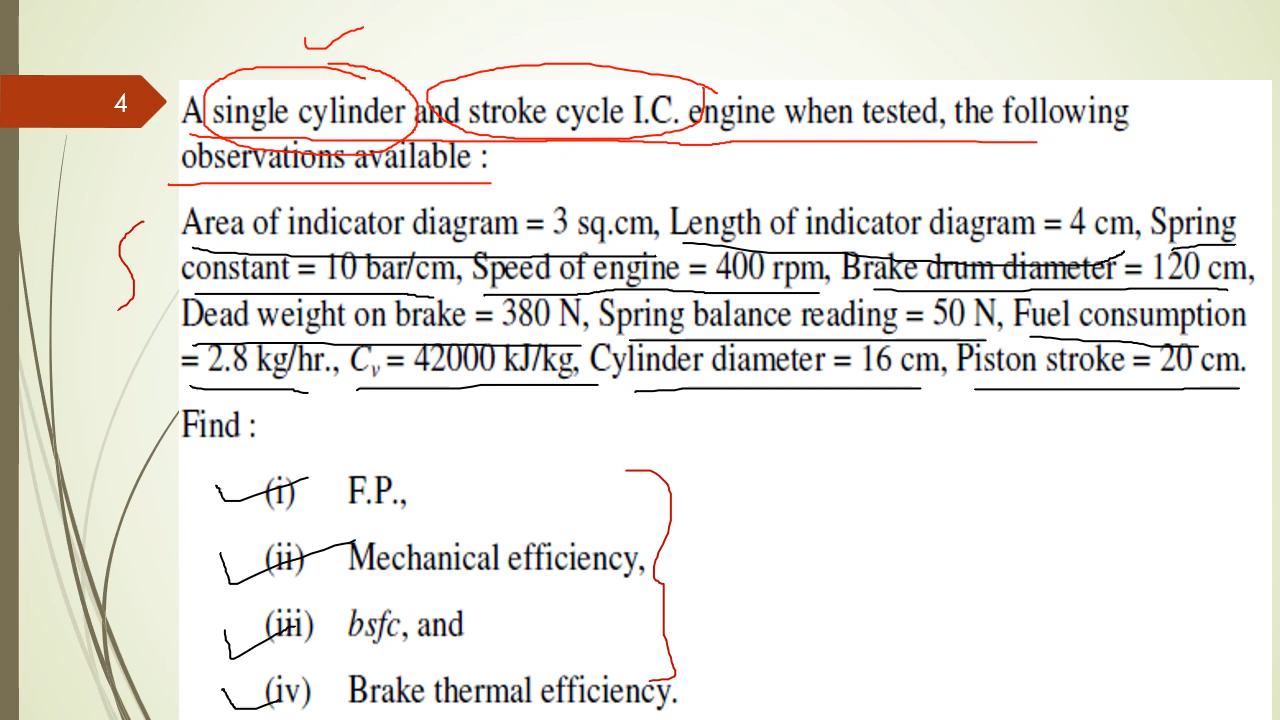 4
A single cylinder and stroke cycle I.C. engine when tested, the following
observations available :
Area of indicator diagram = 3 sq.cm, Length of indicator diagram = 4 cm, Spring
constant = 10 bar/cm, Speed of engine = 400 rpm, Brake drum diameter = 120 cm,
Dead weight on brake = 380 N, Spring balance reading = 50 N, Fuel consumption
= 2.8 kg/hr., Cv = 42000 kJ/kg, Cylinder diameter = 16 cm, Piston stroke = 20 cm.
Find :
(i) F.P.,
(ii) Mechanical efficiency,
(iii) bsfc, and
(iv) Brake thermal efficiency.